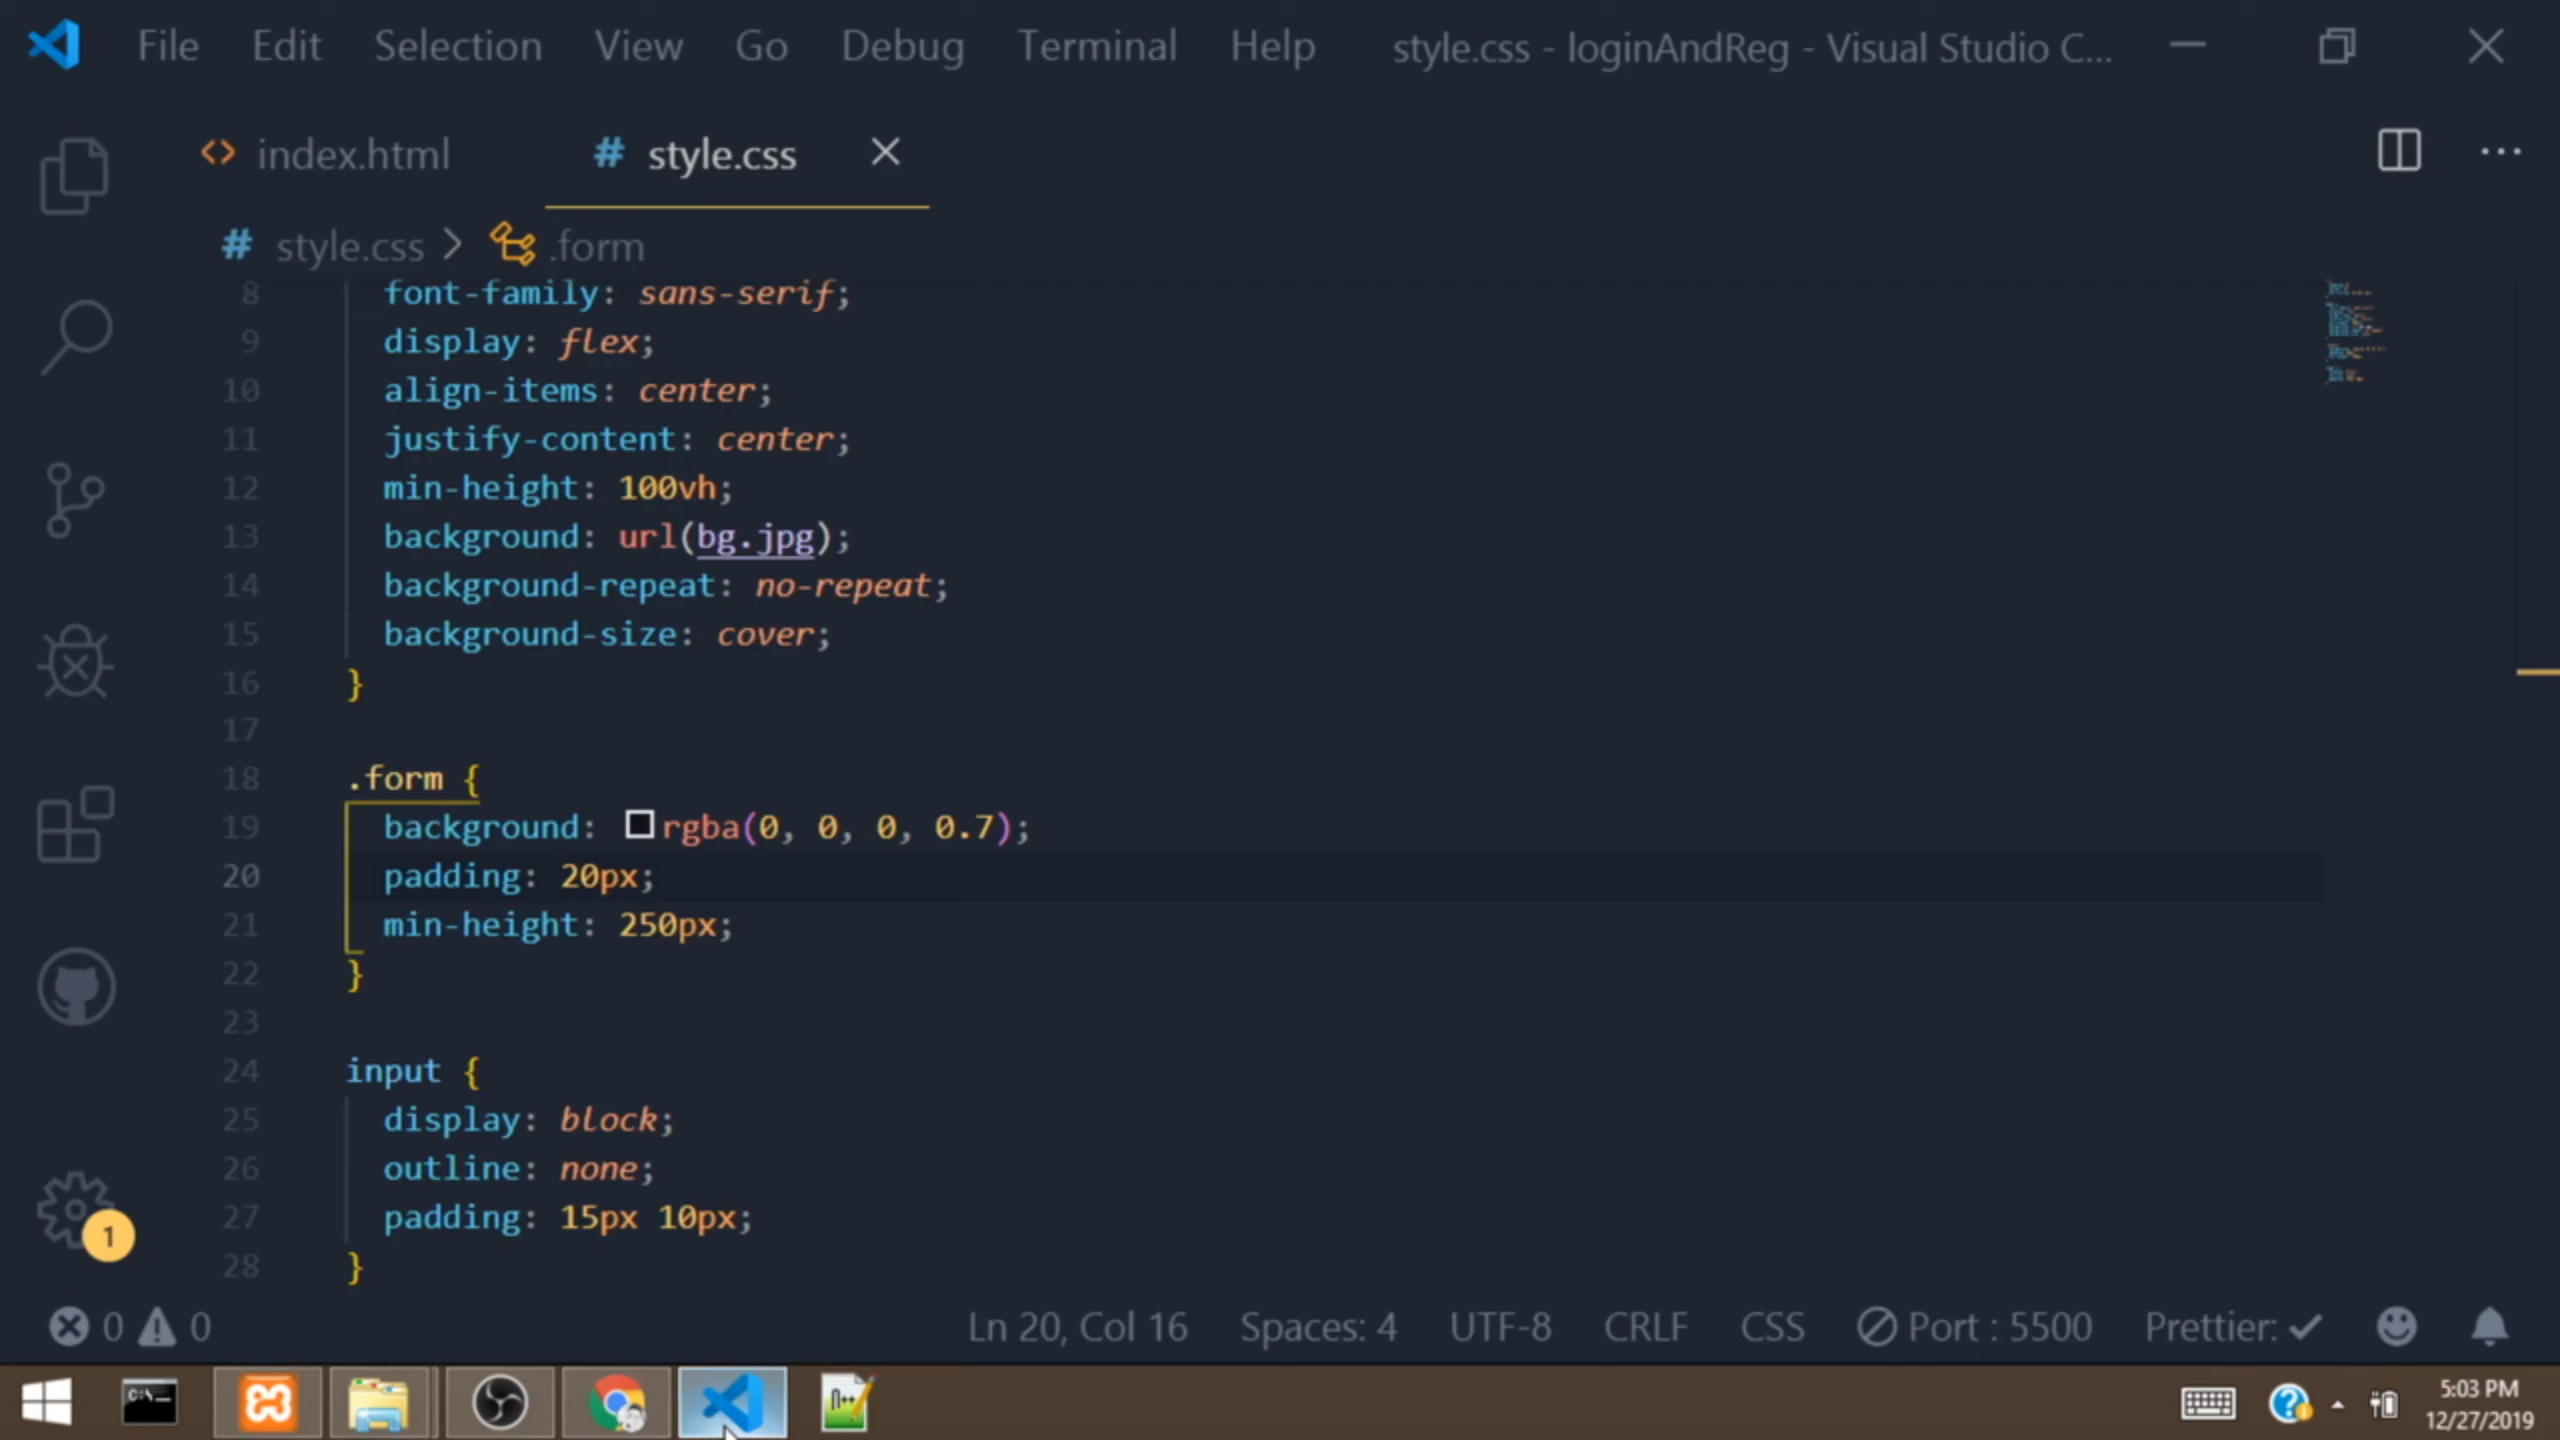 File Edit Selection View Go Debug Terminal Help style.css - loginAndReg - Visual Studio C...
index.html # style.css
# style.css > .form
8 font-family: sans-serif;
9 display: flex;
10 align-items: center;
11 justify-content: center;
12 min-height: 100vh;
13 background: url(bg.jpg);
14 background-repeat: no-repeat;
15 background-size: cover;
16 }
17
18 .form {
19 background: rgba(0, 0, 0, 0.7);
20 padding: 20px;
21 min-height: 250px;
22 }
23
24 input {
25 display: block;
26 outline: none;
27 padding: 15px 10px;
28 }
1
0 0 Ln 20, Col 16 Spaces: 4 UTF-8 CRLF CSS Port : 5500 Prettier: ✓
5:03 PM
12/27/2019